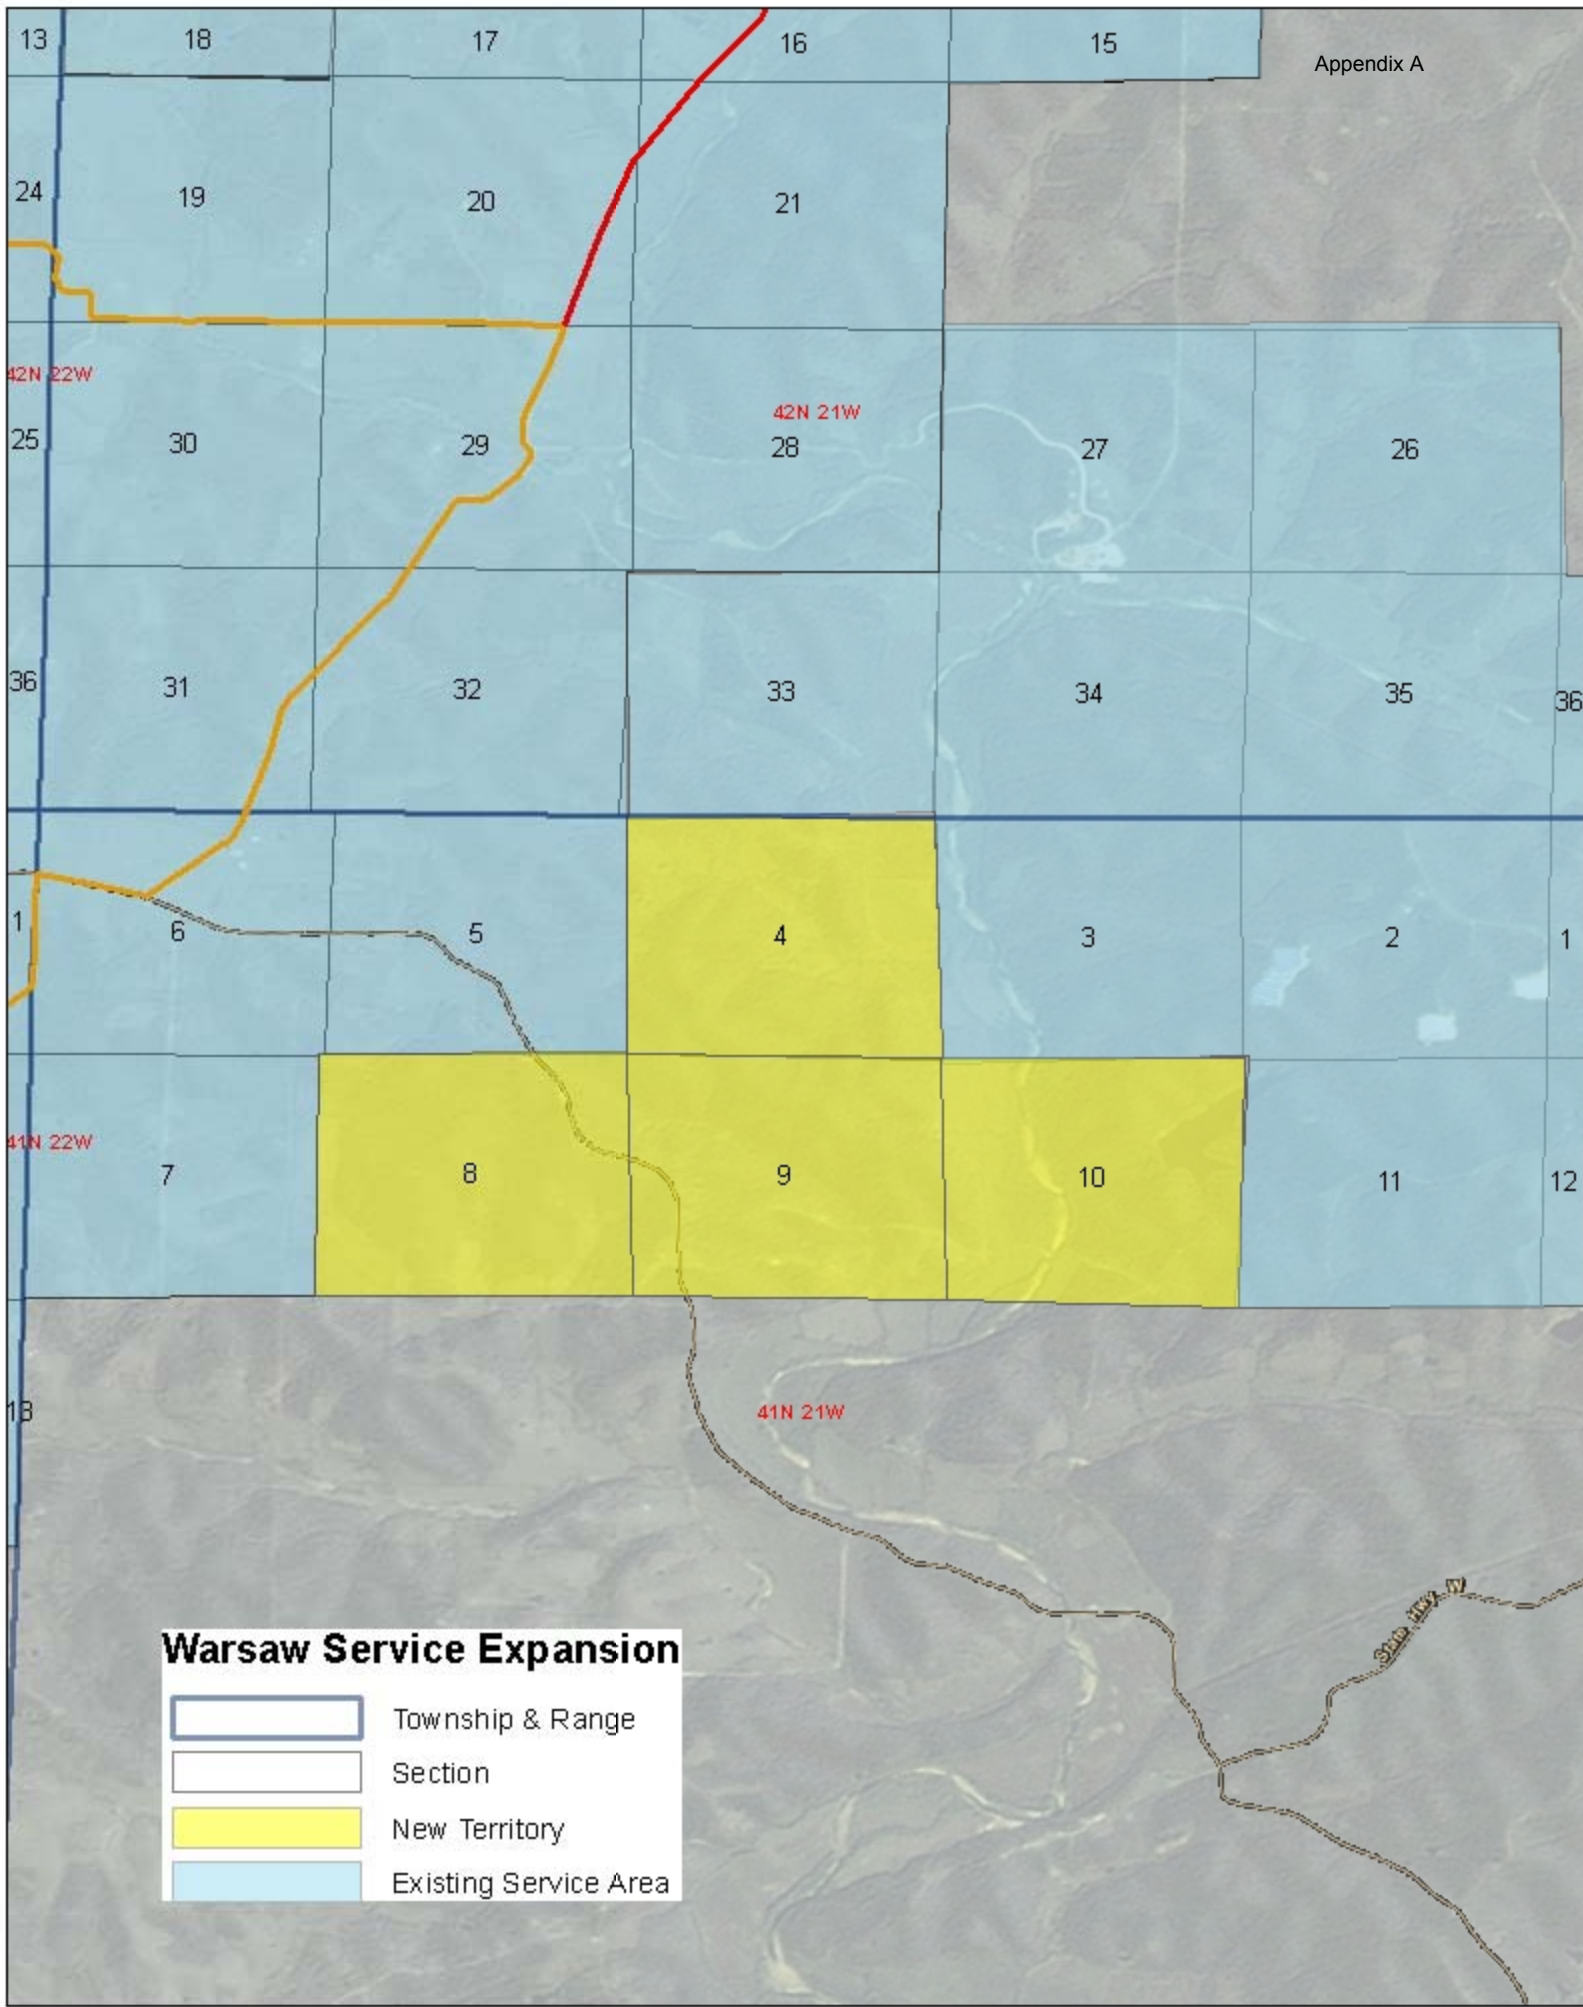 13 18 17 16 15
Appendix A
24 19 20 21
42N 22W
42N 21W
25 30 29 28 27 26
36 31 32 33 34 35 36
1 6 5 4 3 2 1
41N 22W
7 8 9 10 11 12
13
41N 21W
State Hwy W
Warsaw Service Expansion
Township & Range
Section
New Territory
Existing Service Area